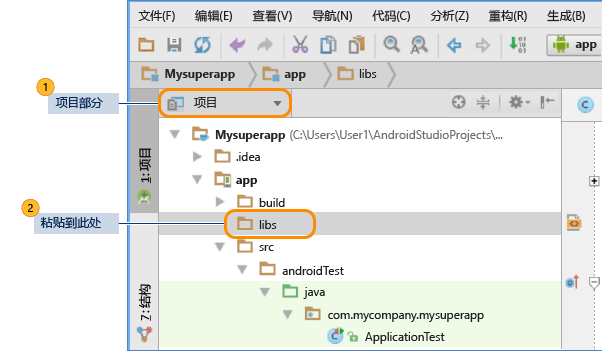 文件(F) 编辑(E) 查看(V) 导航(N) 代码(C) 分析(Z) 重构(R) 生成(B)
app
Mysuperapp app libs
1
项目部分
项目
1:项目
Mysuperapp (C:\Users\User1\AndroidStudioProjects\...
.idea
app
build
2
粘贴到此处
libs
src
androidTest
7:结构
java
com.mycompany.mysuperapp
ApplicationTest